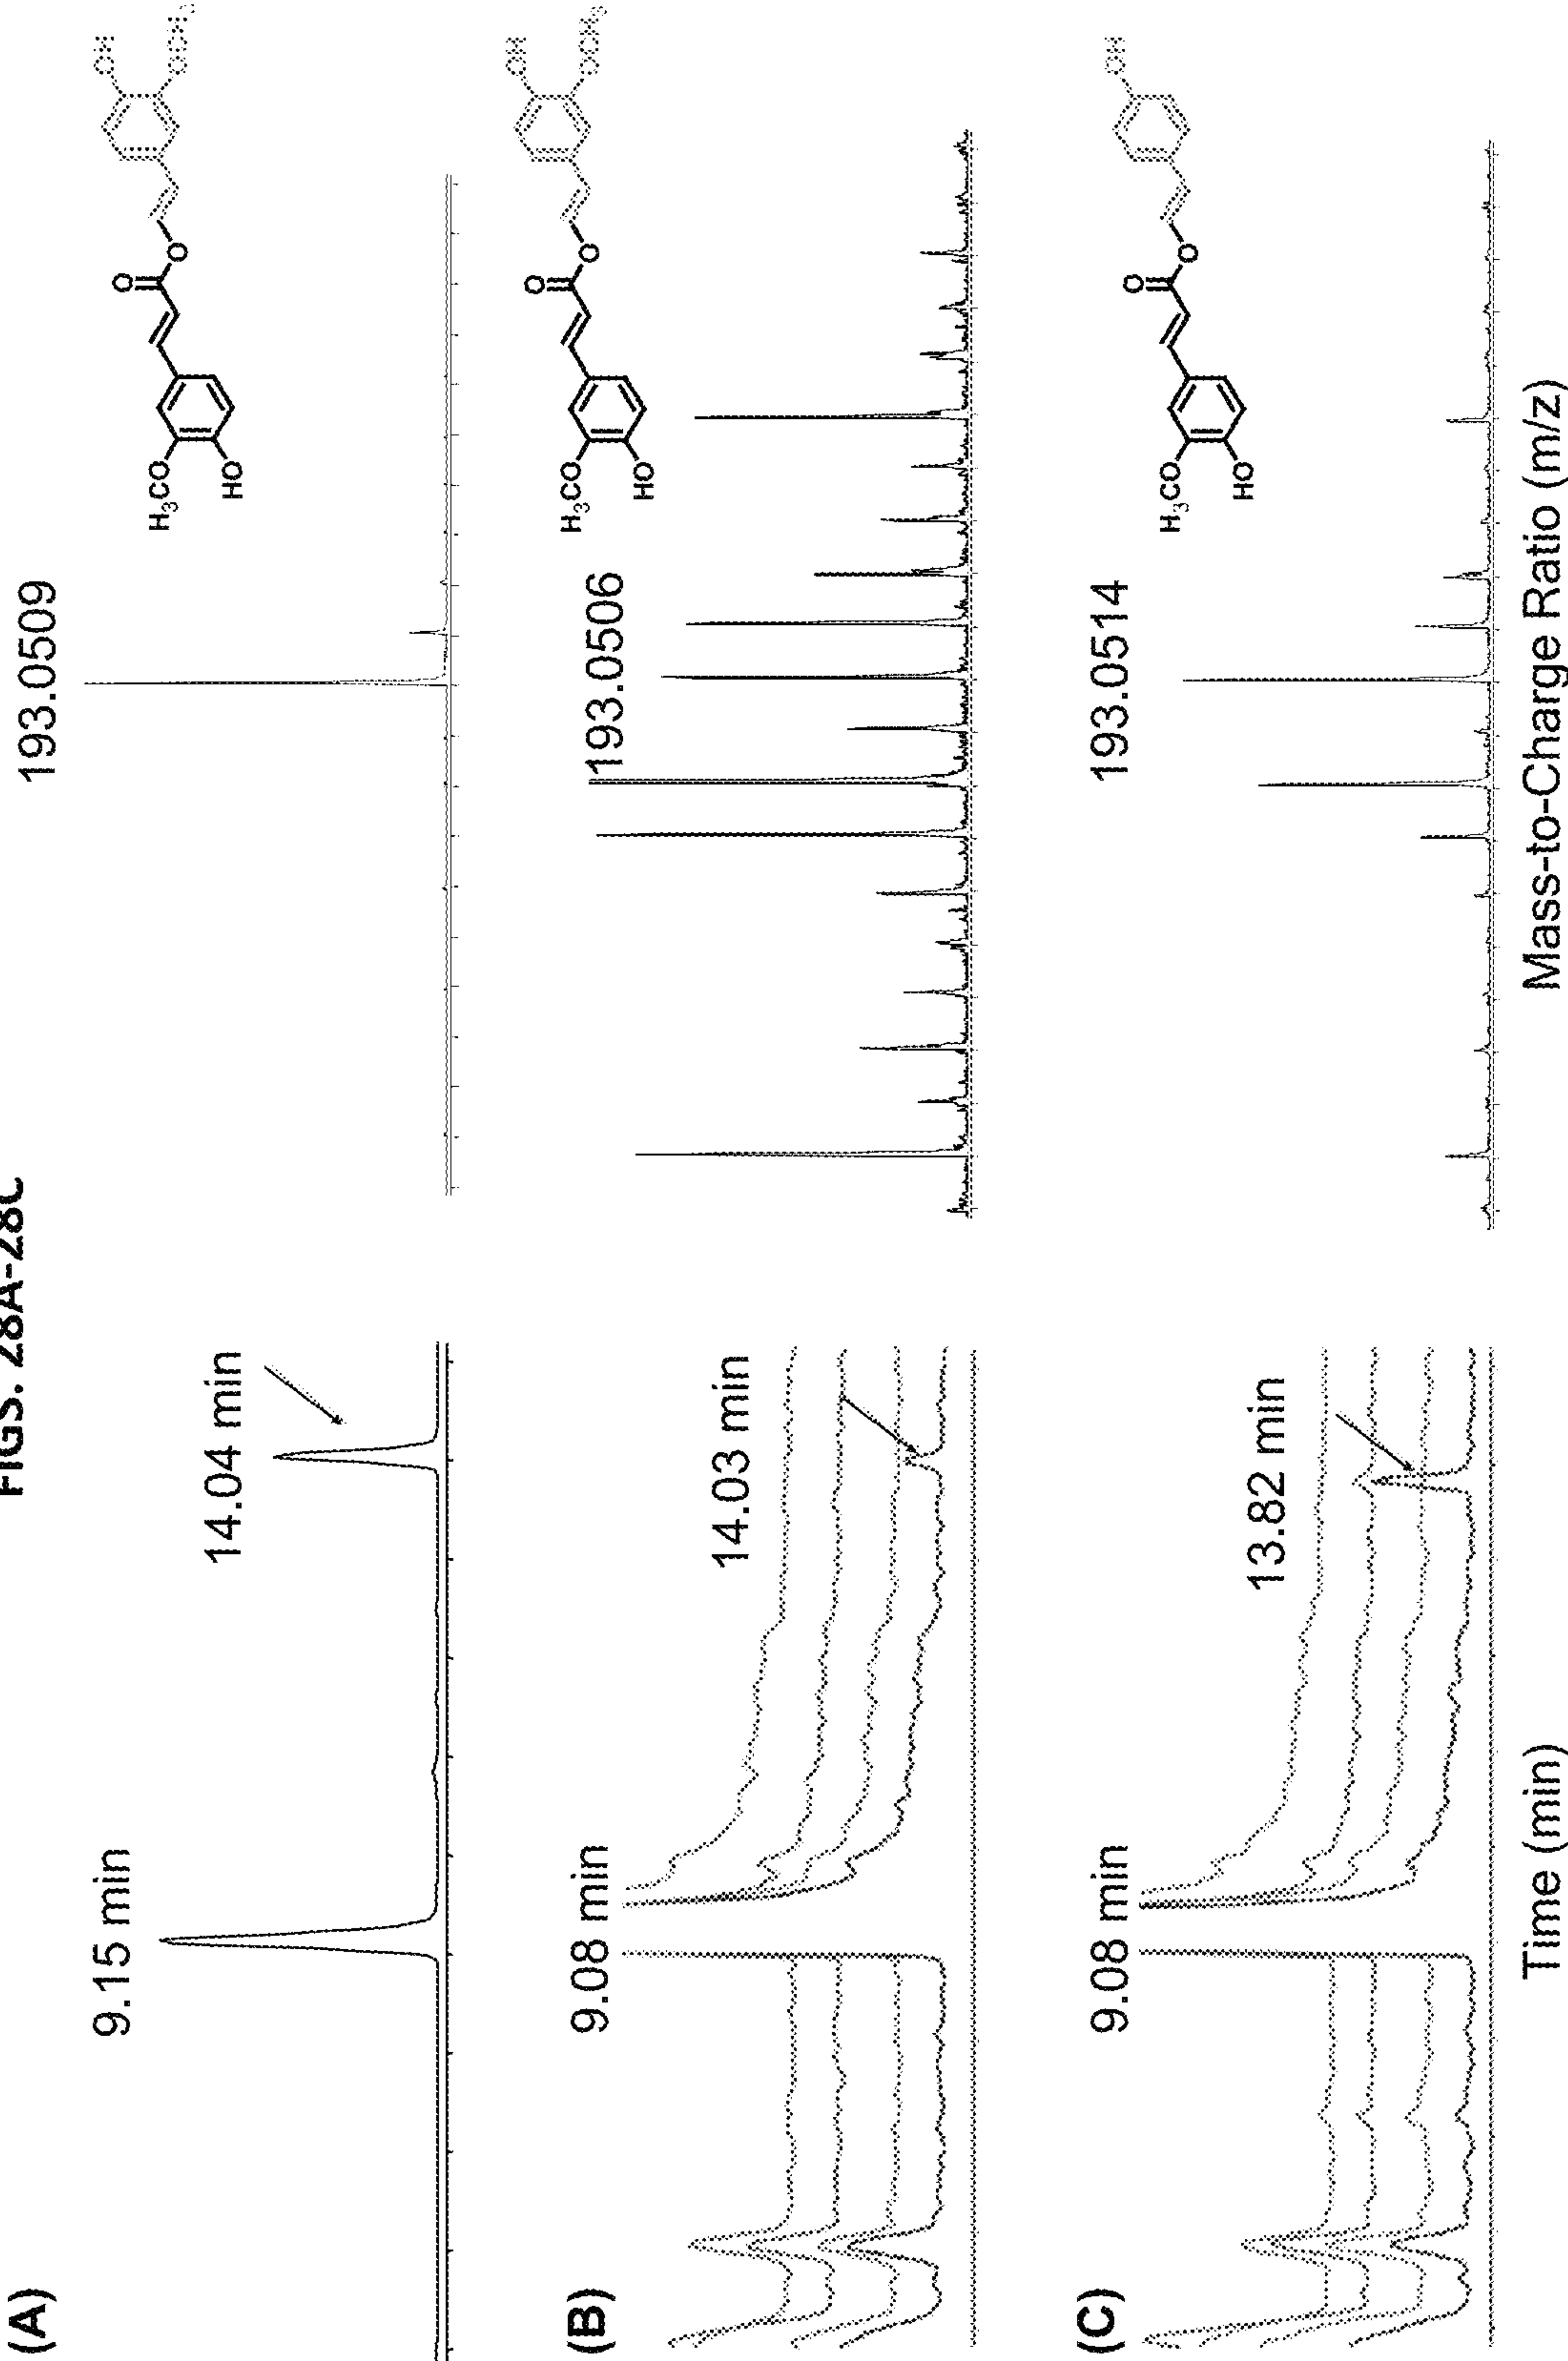 FIGS. 28A-28C
(A)
9.15 min
14.04 min
193.0509
O
O
H₃CO
HO
OH
OCH₃
(B)
9.08 min
14.03 min
193.0506
O
O
H₃CO
HO
OH
OCH₃
(C)
9.08 min
13.82 min
193.0514
O
O
H₃CO
HO
OH
Time (min)
Mass-to-Charge Ratio (m/z)